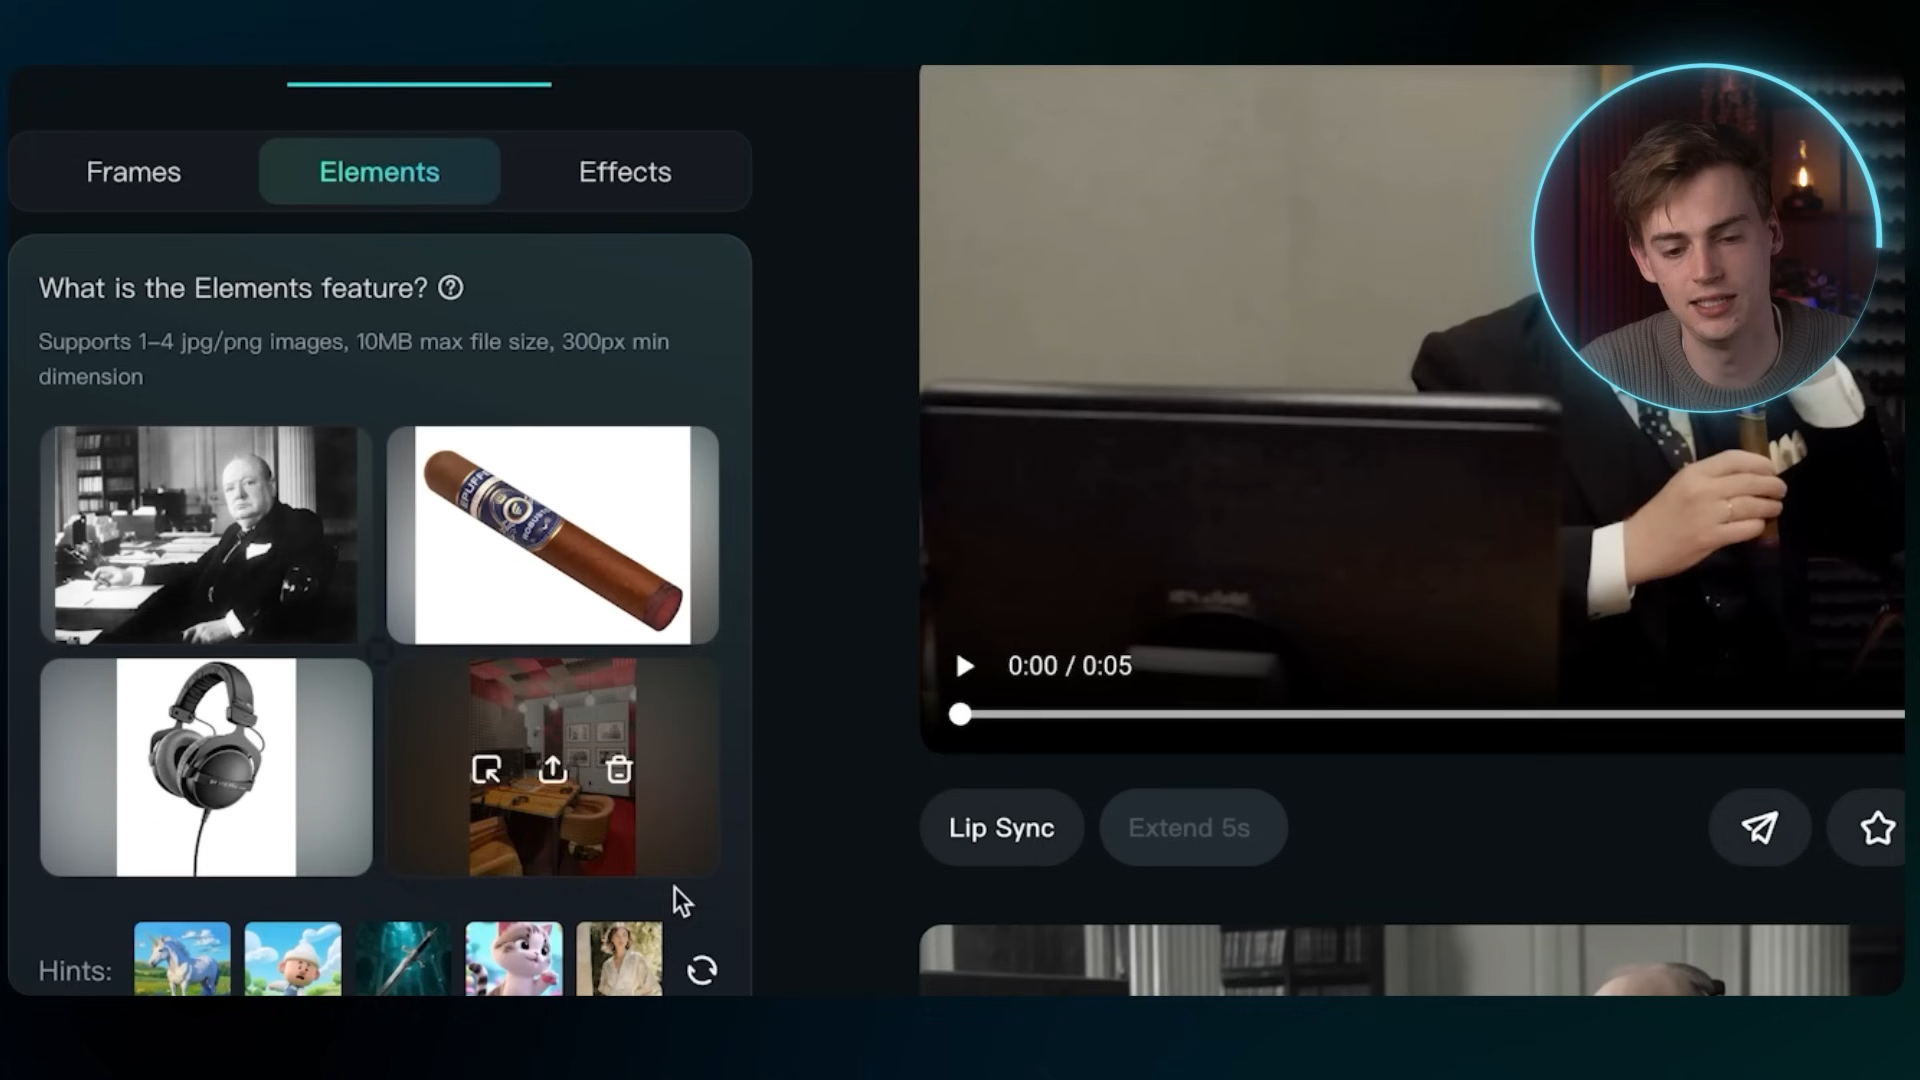 Frames
Elements
Effects
What is the Elements feature?
Supports 1–4 jpg/png images, 10MB max file size, 300px min
dimension
0:00 / 0:05
Lip Sync
Extend 5s
Hints: